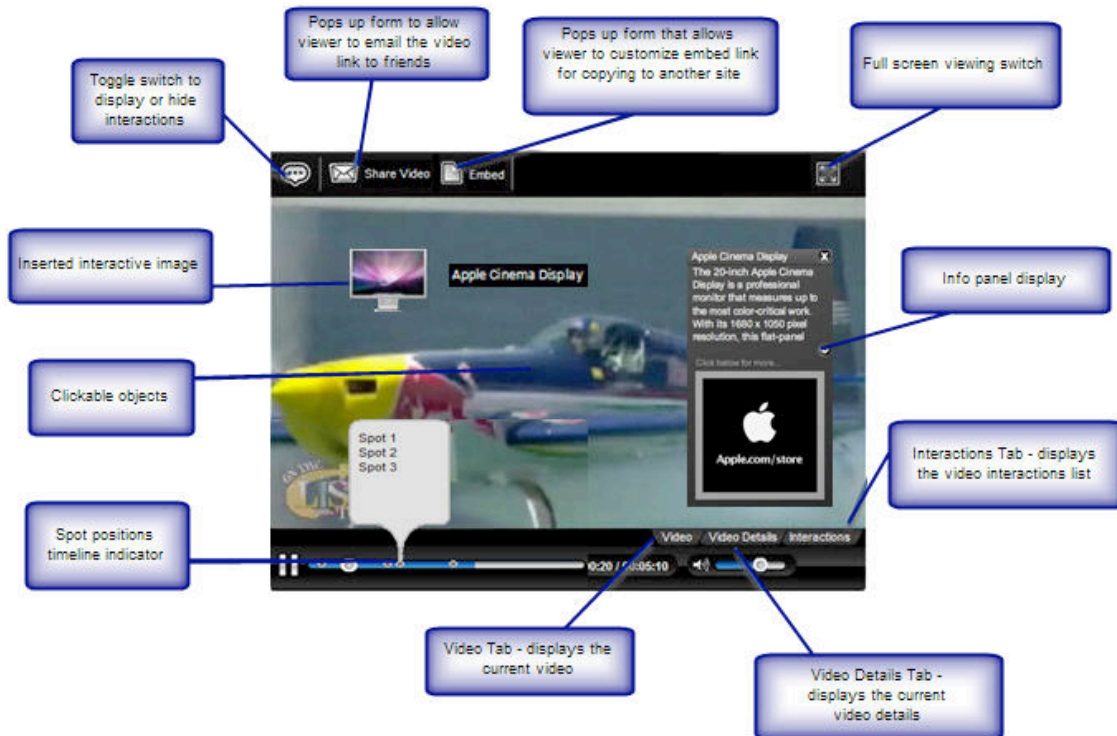 Pops up form to allow
viewer to email the video
link to friends
Pops up form that allows
viewer to customize embed link
for copying to another site
Full screen viewing switch
Toggle switch to
display or hide
interactions
Share Video
Embed
Inserted interactive image
Apple Cinema Display
Apple Cinema Display
X
The 20-inch Apple Cinema
Display is a professional
monitor that measures up to
the most color-critical work.
With its 1680 x 1050 pixel
resolution, this flat-panel
Click below for more...
Apple.com/store
Info panel display
Clickable objects
Spot 1
Spot 2
Spot 3
Interactions Tab - displays
the video interactions list
Spot positions
timeline indicator
Video
Video Details
Interactions
00:20 / 00:05:10
Video Tab - displays the
current video
Video Details Tab -
displays the current
video details